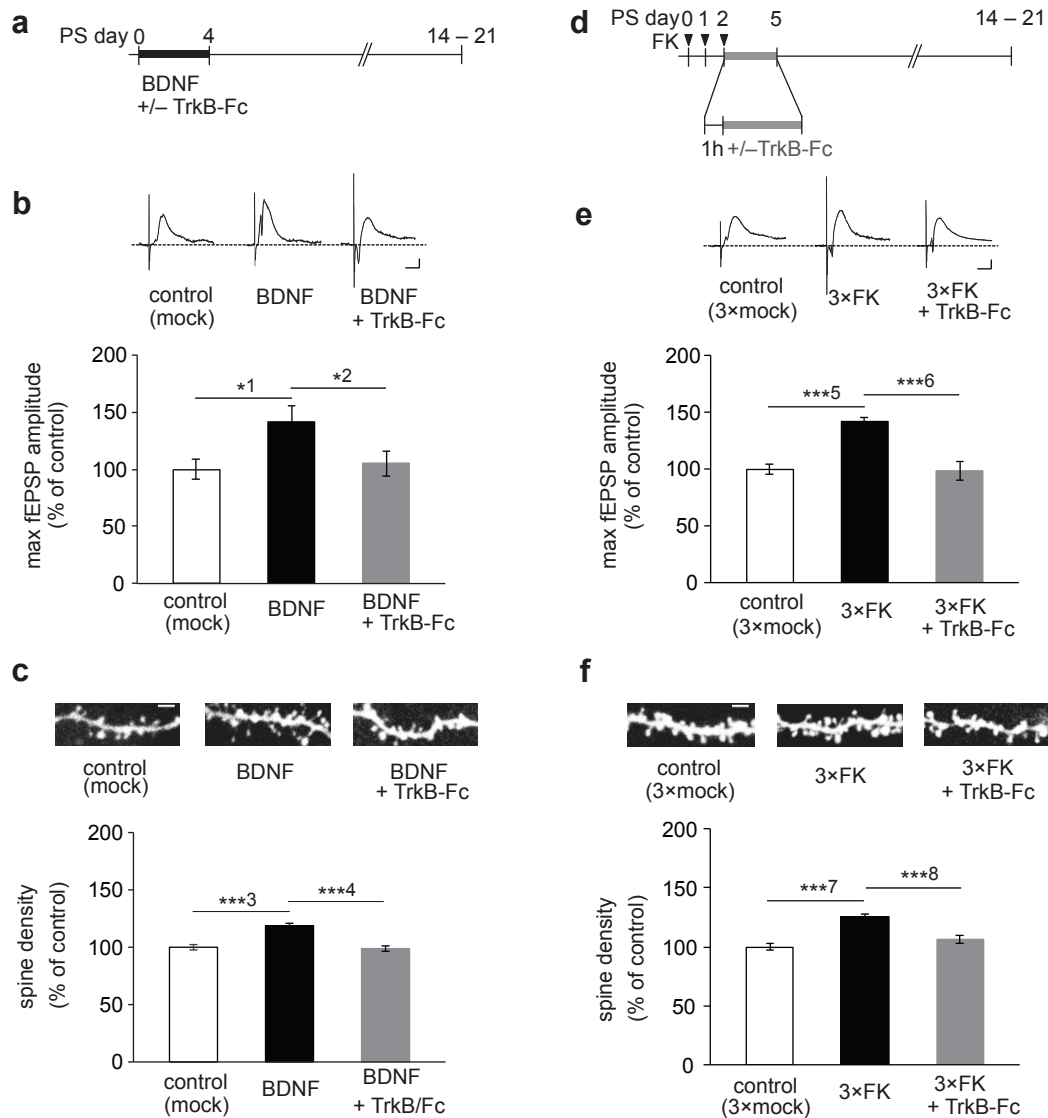 a
PS day 0 4 14 – 21
BDNF
+/– TrkB-Fc
b
control
(mock)
BDNF
BDNF
+ TrkB-Fc
max fEPSP amplitude
(% of control)
200
150
100
50
0
*1
*2
control
(mock)
BDNF
BDNF
+ TrkB-Fc
c
control
(mock)
BDNF
BDNF
+ TrkB-Fc
spine density
(% of control)
200
150
100
50
0
***3
***4
control
(mock)
BDNF
BDNF
+ TrkB/Fc
d
PS day 0 1 2 5 14 – 21
FK
1h +/–TrkB-Fc
e
control
(3×mock)
3×FK
3×FK
+ TrkB-Fc
max fEPSP amplitude
(% of control)
200
150
100
50
0
***5
***6
control
(3×mock)
3×FK
3×FK
+ TrkB-Fc
f
control
(3×mock)
3×FK
3×FK
+ TrkB-Fc
spine density
(% of control)
200
150
100
50
0
***7
***8
control
(3×mock)
3×FK
3×FK
+ TrkB-Fc